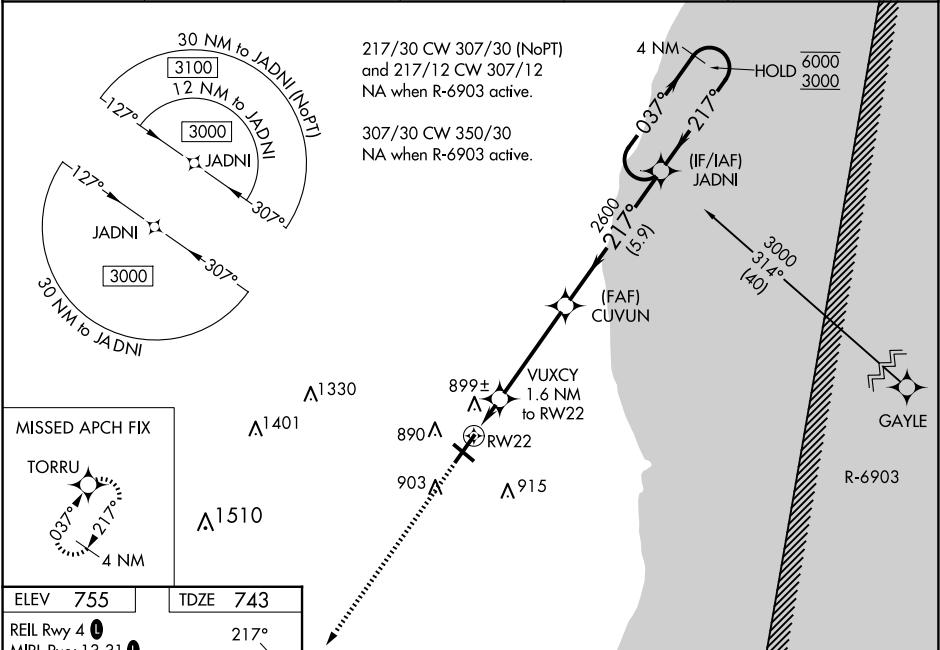 30 NM to JADNI (NoPT)
3100
12 NM to JADNI
3000
127°
JADNI
307°
127°
JADNI
3000
307°
30 NM to JADNI
217/30 CW 307/30 (NoPT)
and 217/12 CW 307/12
NA when R-6903 active.
307/30 CW 350/30
NA when R-6903 active.
4 NM
HOLD 6000
3000
037°
217°
(IF/IAF)
JADNI
2600
217°
(5.9)
3000
314°
(40)
(FAF)
CUVUN
VUXCY
1.6 NM
to RW22
899±
890
RW22
903
915
1330
1401
1510
GAYLE
R-6903
MISSED APCH FIX
TORRU
037°
217°
4 NM
ELEV 755
TDZE 743
REIL Rwy 4 L
217°